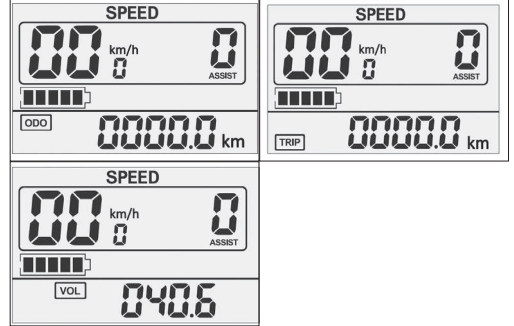 SPEED
00 km/h 0 0
ASSIST
ODO 0000.0 km
SPEED
00 km/h 0 0
ASSIST
TRIP 0000.0 km
SPEED
00 km/h 0 0
ASSIST
VOL 040.6